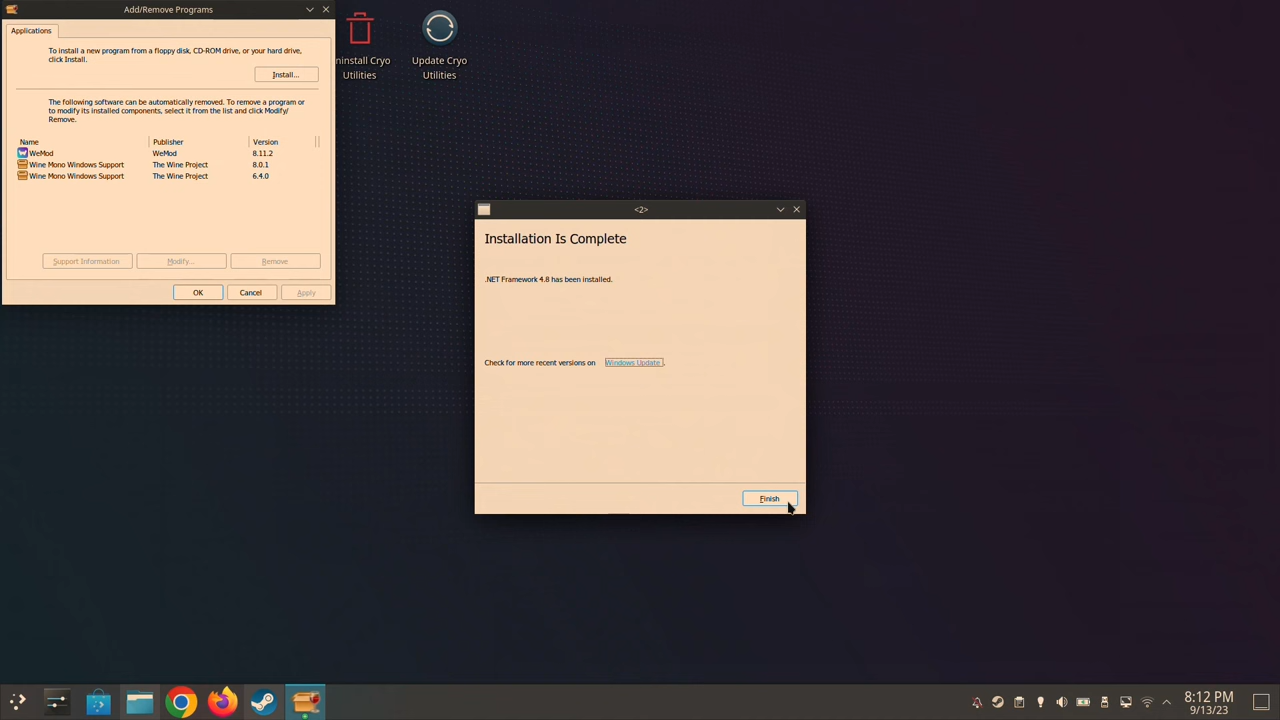 Add/Remove Programs
Applications
To install a new program from a floppy disk, CD-ROM drive, or your hard drive,
click Install.
Install...
The following software can be automatically removed. To remove a program or
to modify its installed components, select it from the list and click Modify/
Remove.
Name Publisher Version
WeMod WeMod 8.11.2
Wine Mono Windows Support The Wine Project 8.0.1
Wine Mono Windows Support The Wine Project 6.4.0
Support Information Modify... Remove
OK Cancel Apply
ninstall Cryo
Utilities
Update Cryo
Utilities
<2>
Installation Is Complete
.NET Framework 4.8 has been installed.
Check for more recent versions on Windows Update.
Finish
8:12 PM
9/13/23